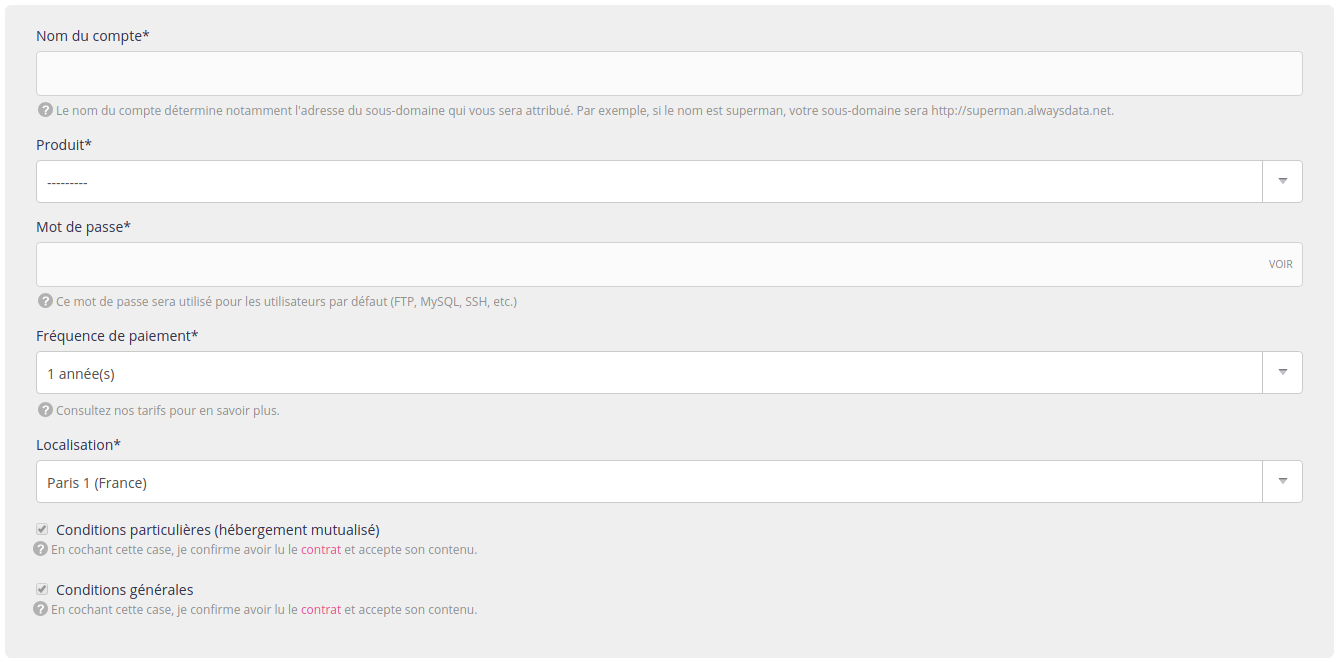 Nom du compte*
? Le nom du compte détermine notamment l'adresse du sous-domaine qui vous sera attribué. Par exemple, si le nom est superman, votre sous-domaine sera http://superman.alwaysdata.net.
Produit*
---------
Mot de passe*
VOIR
? Ce mot de passe sera utilisé pour les utilisateurs par défaut (FTP, MySQL, SSH, etc.)
Fréquence de paiement*
1 année(s)
? Consultez nos tarifs pour en savoir plus.
Localisation*
Paris 1 (France)
Conditions particulières (hébergement mutualisé)
? En cochant cette case, je confirme avoir lu le contrat et accepte son contenu.
Conditions générales
? En cochant cette case, je confirme avoir lu le contrat et accepte son contenu.